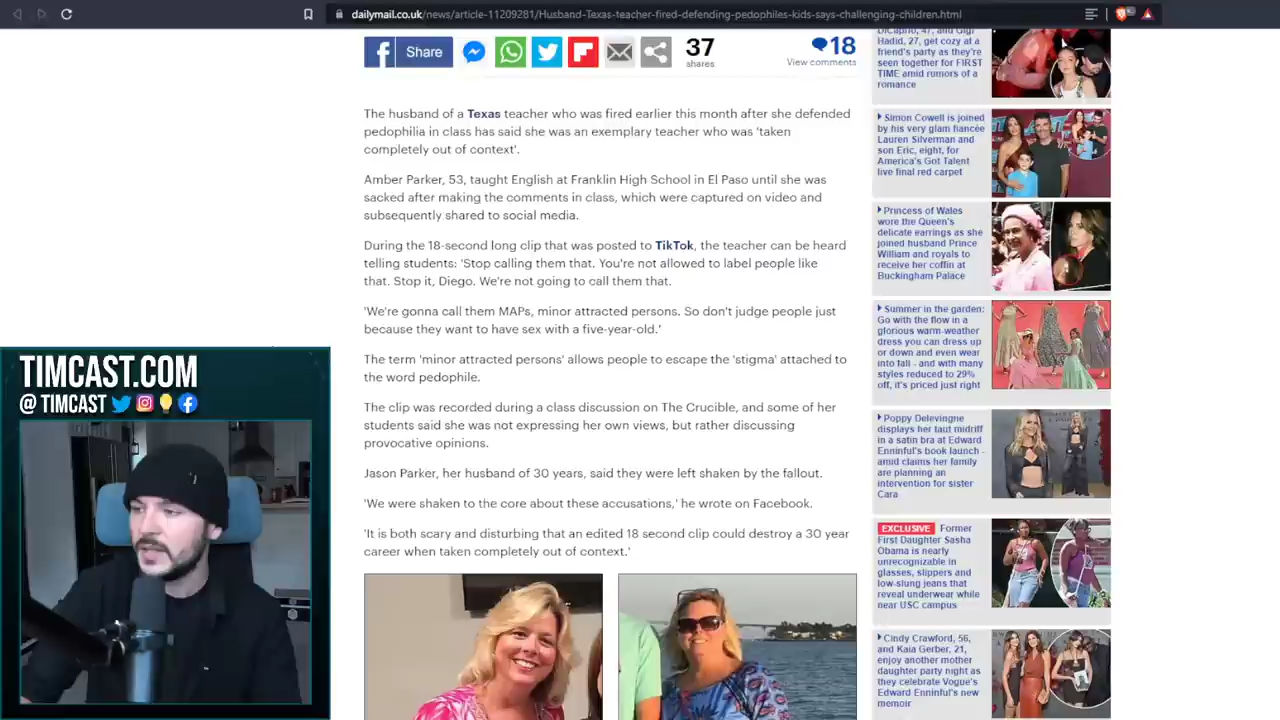 dailymail.co.uk/news/article-11209281/Husband-Texas-teacher-fired-defending-pedophiles-kids-says-challenging-children.html
Share
37
shares
18
View comments
The husband of a Texas teacher who was fired earlier this month after she defended
pedophilia in class has said she was an exemplary teacher who was 'taken
completely out of context'.
Amber Parker, 53, taught English at Franklin High School in El Paso until she was
sacked after making the comments in class, which were captured on video and
subsequently shared to social media.
During the 18-second long clip that was posted to TikTok, the teacher can be heard
telling students: 'Stop calling them that. You're not allowed to label people like
that. Stop it, Diego. We're not going to call them that.
'We're gonna call them MAPs, minor attracted persons. So don't judge people just
because they want to have sex with a five-year-old.'
The term 'minor attracted persons' allows people to escape the 'stigma' attached to
the word pedophile.
The clip was recorded during a class discussion on The Crucible, and some of her
students said she was not expressing her own views, but rather discussing
provocative opinions.
Jason Parker, her husband of 30 years, said they were left shaken by the fallout.
'We were shaken to the core about these accusations,' he wrote on Facebook.
'It is both scary and disturbing that an edited 18 second clip could destroy a 30 year
career when taken completely out of context.'
DiCaprio, 47, and Gigi
Hadid, 27, get cozy at a
friend's party as they're
seen together for FIRST
TIME amid rumors of a
romance
Simon Cowell is joined
by his very glam fiancée
Lauren Silverman and
son Eric, eight, for
America's Got Talent
live final red carpet
Princess of Wales
wore the Queen's
delicate earrings as she
joined husband Prince
William and royals to
receive her coffin at
Buckingham Palace
Summer in the garden:
Go with the flow in a
glorious warm-weather
dress you can dress up
or down and even wear
into fall - and with many
styles reduced to 29%
off, it's priced just right
Poppy Delevingne
displays her taut midriff
in a satin bra at Edward
Enninful's book launch -
amid claims her family
are planning an
intervention for sister
Cara
EXCLUSIVE Former
First Daughter Sasha
Obama is nearly
unrecognizable in
glasses, slippers and
low-slung jeans that
reveal underwear while
near USC campus
Cindy Crawford, 56,
and Kaia Gerber, 21,
enjoy another mother
daughter party night as
they celebrate Vogue's
Edward Enninful's new
memoir
TIMCAST.COM
@ TIMCAST